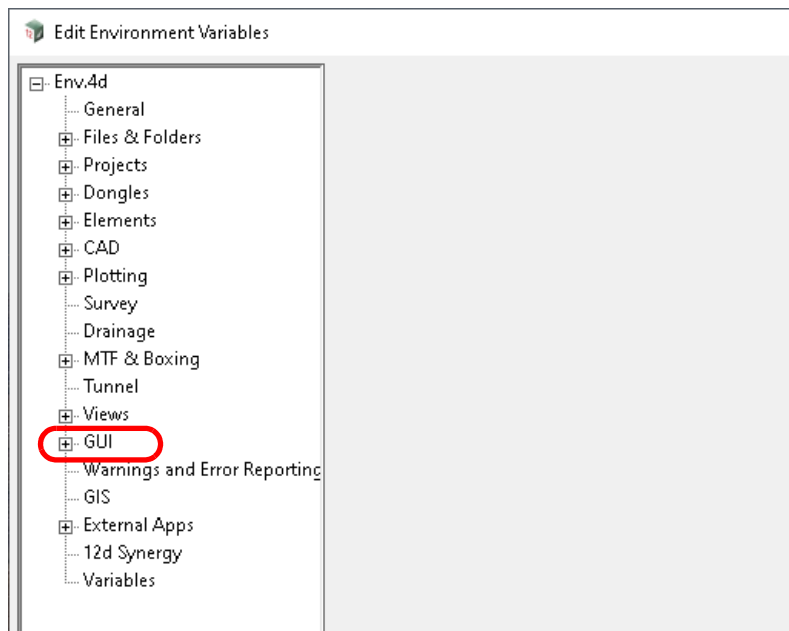 Edit Environment Variables
Env.4d
General
Files & Folders
Projects
Dongles
Elements
CAD
Plotting
Survey
Drainage
MTF & Boxing
Tunnel
Views
GUI
Warnings and Error Reporting
GIS
External Apps
12d Synergy
Variables